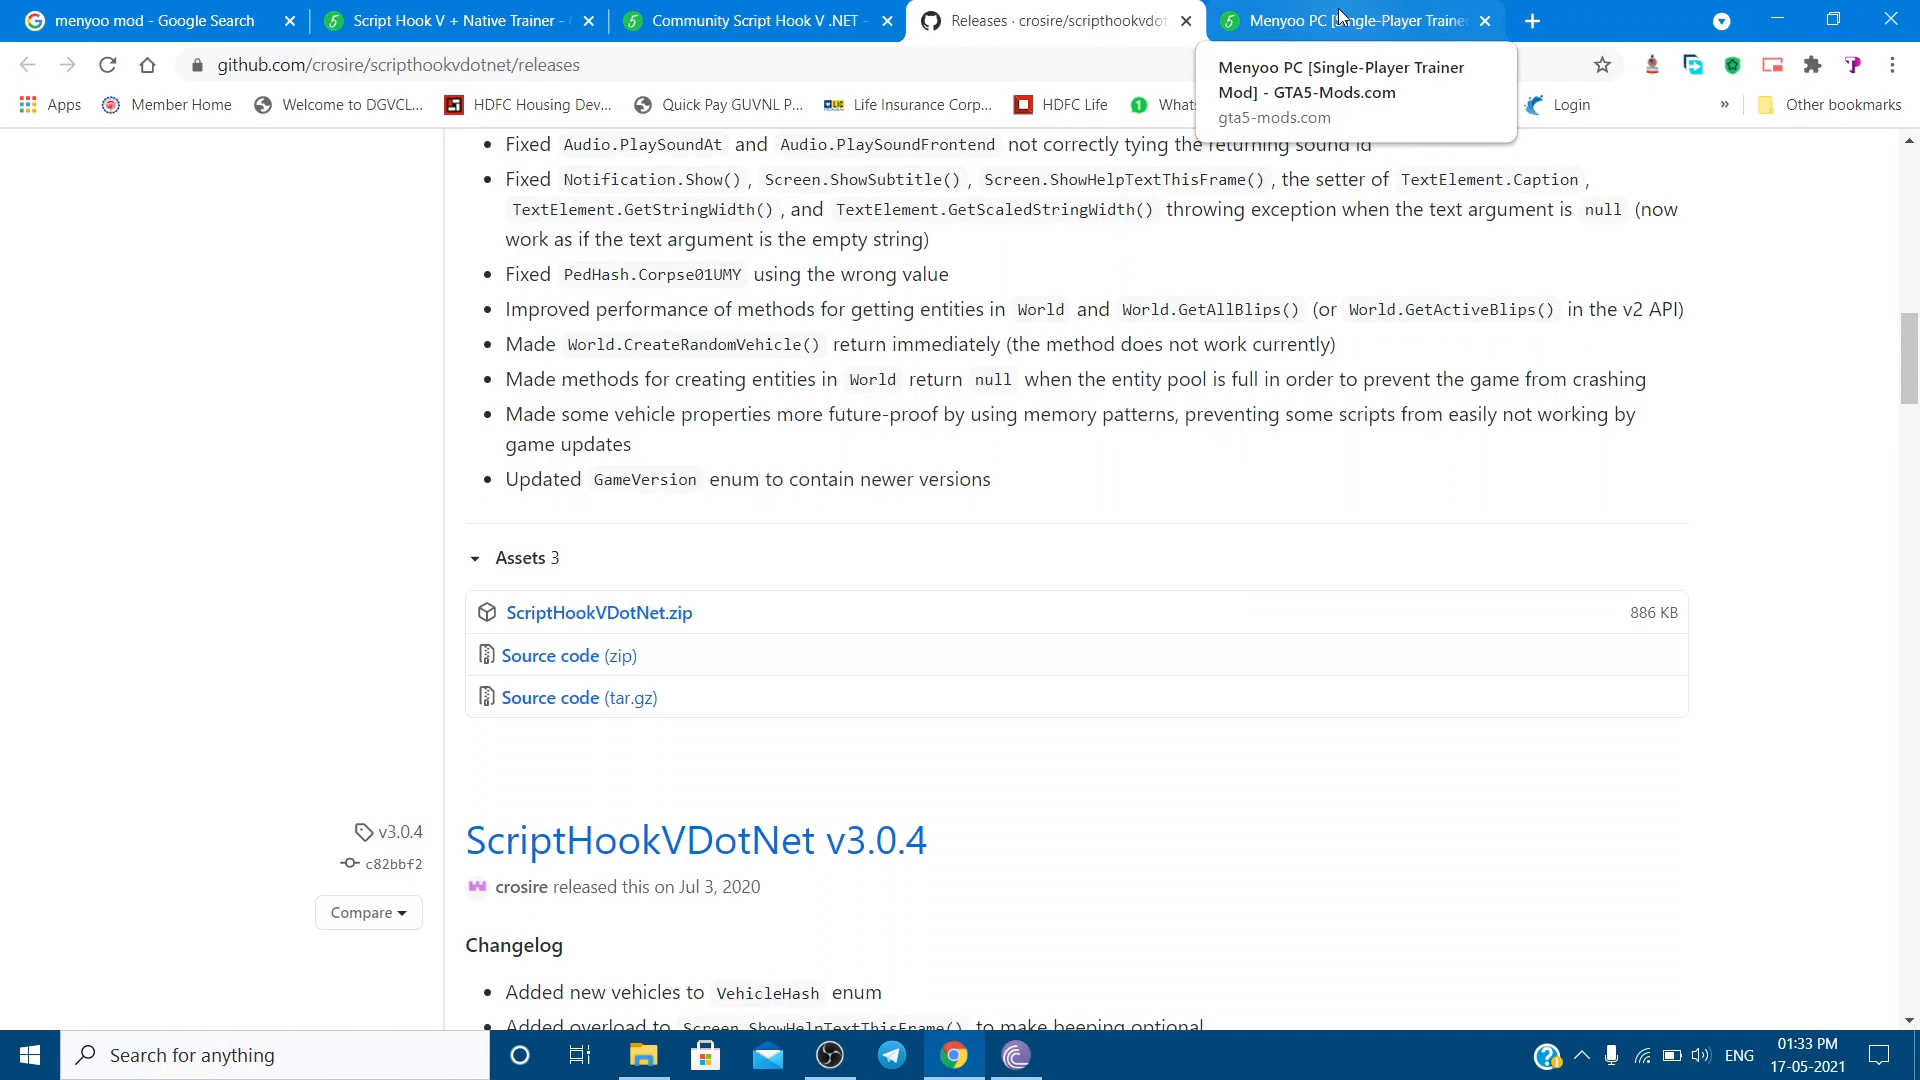 menyoo mod - Google Search
Script Hook V + Native Trainer -
Community Script Hook V .NET -
Releases · crosire/scripthookvdot
Menyoo PC [Single-Player Trainer
github.com/crosire/scripthookvdotnet/releases
Menyoo PC [Single-Player Trainer
Mod] - GTA5-Mods.com
gta5-mods.com
Apps
Member Home
Welcome to DGVCL...
HDFC Housing Dev...
Quick Pay GUVNL P...
Life Insurance Corp...
HDFC Life
Whats
Login
»
Other bookmarks
• Fixed Audio.PlaySoundAt and Audio.PlaySoundFrontend not correctly tying the returning sound id
• Fixed Notification.Show() , Screen.ShowSubtitle() , Screen.ShowHelpTextThisFrame() , the setter of TextElement.Caption ,
TextElement.GetStringWidth() , and TextElement.GetScaledStringWidth() throwing exception when the text argument is null (now
work as if the text argument is the empty string)
• Fixed PedHash.Corpse01UMY using the wrong value
• Improved performance of methods for getting entities in World and World.GetAllBlips() (or World.GetActiveBlips() in the v2 API)
• Made World.CreateRandomVehicle() return immediately (the method does not work currently)
• Made methods for creating entities in World return null when the entity pool is full in order to prevent the game from crashing
• Made some vehicle properties more future-proof by using memory patterns, preventing some scripts from easily not working by
game updates
• Updated GameVersion enum to contain newer versions
Assets 3
ScriptHookVDotNet.zip 886 KB
Source code (zip)
Source code (tar.gz)
v3.0.4
c82bbf2
Compare
ScriptHookVDotNet v3.0.4
crosire released this on Jul 3, 2020
Changelog
• Added new vehicles to VehicleHash enum
• Added overload to Screen.ShowHelpTextThisFrame() to make beeping optional
Search for anything
ENG
01:33 PM
17-05-2021